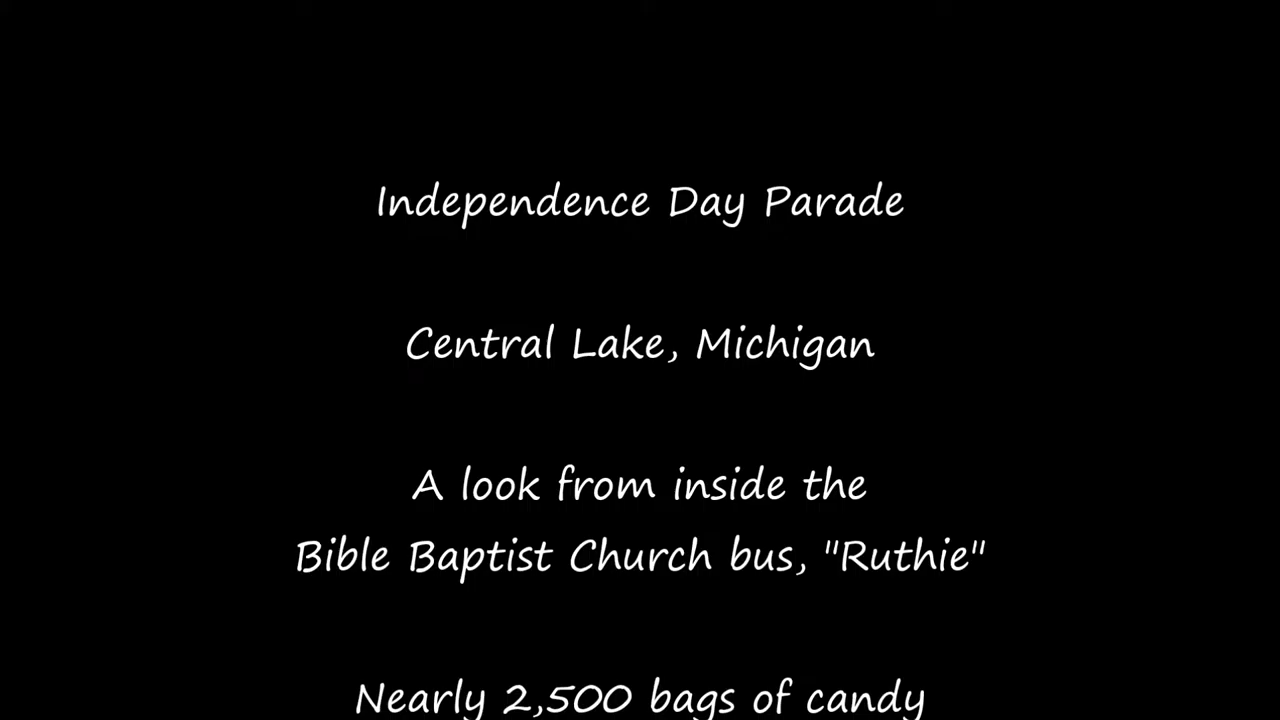 Independence Day Parade
Central Lake, Michigan
A look from inside the
Bible Baptist Church bus, "Ruthie"
Nearly 2,500 bags of candy